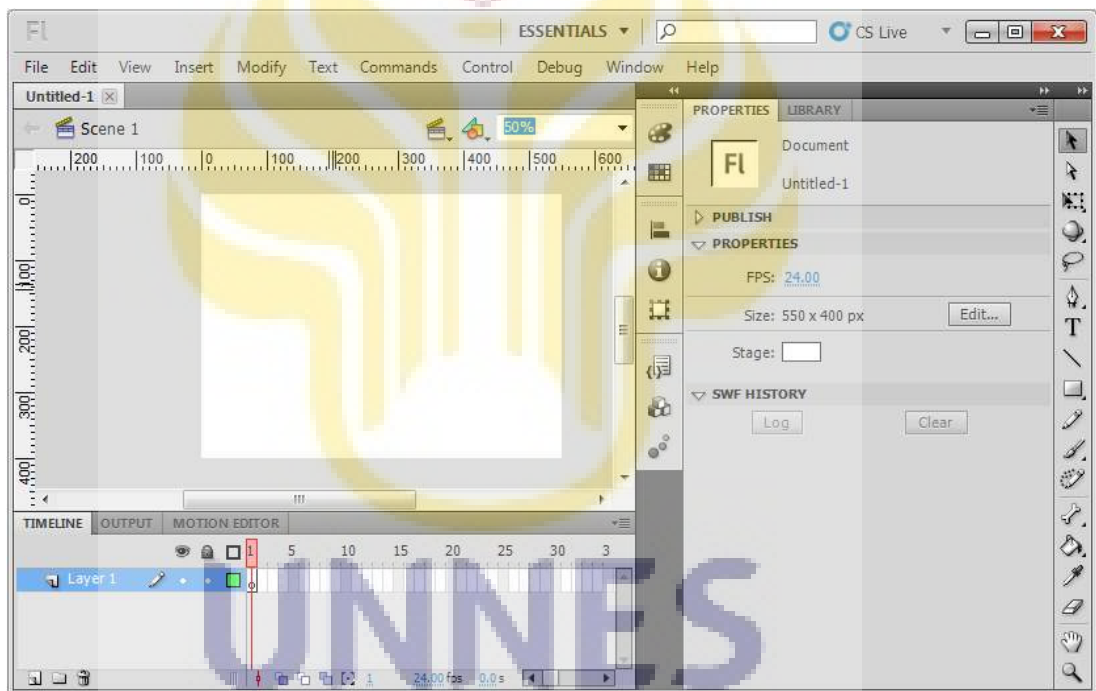 Fl ESSENTIALS CS Live
File Edit View Insert Modify Text Commands Control Debug Window Help
Untitled-1
Scene 1 50%
200 100 0 100 200 300 400 500 600
0
100
200
300
400
PROPERTIES LIBRARY
Fl
Document
Untitled-1
PUBLISH
PROPERTIES
FPS: 24.00
Size: 550 x 400 px Edit...
Stage:
SWF HISTORY
Log Clear
T
TIMELINE OUTPUT MOTION EDITOR
1 5 10 15 20 25 30 3
Layer 1
1 24.00 fps 0.0 s
UNNES